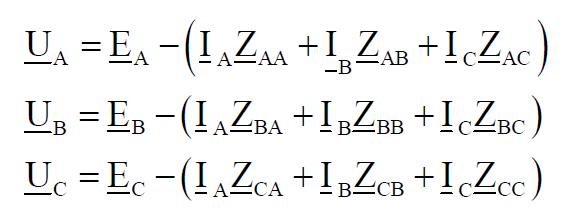 U_A = E_A − (I_A Z_AA + I_B Z_AB + I_C Z_AC)
U_B = E_B − (I_A Z_BA + I_B Z_BB + I_C Z_BC)
U_C = E_C − (I_A Z_CA + I_B Z_CB + I_C Z_CC)